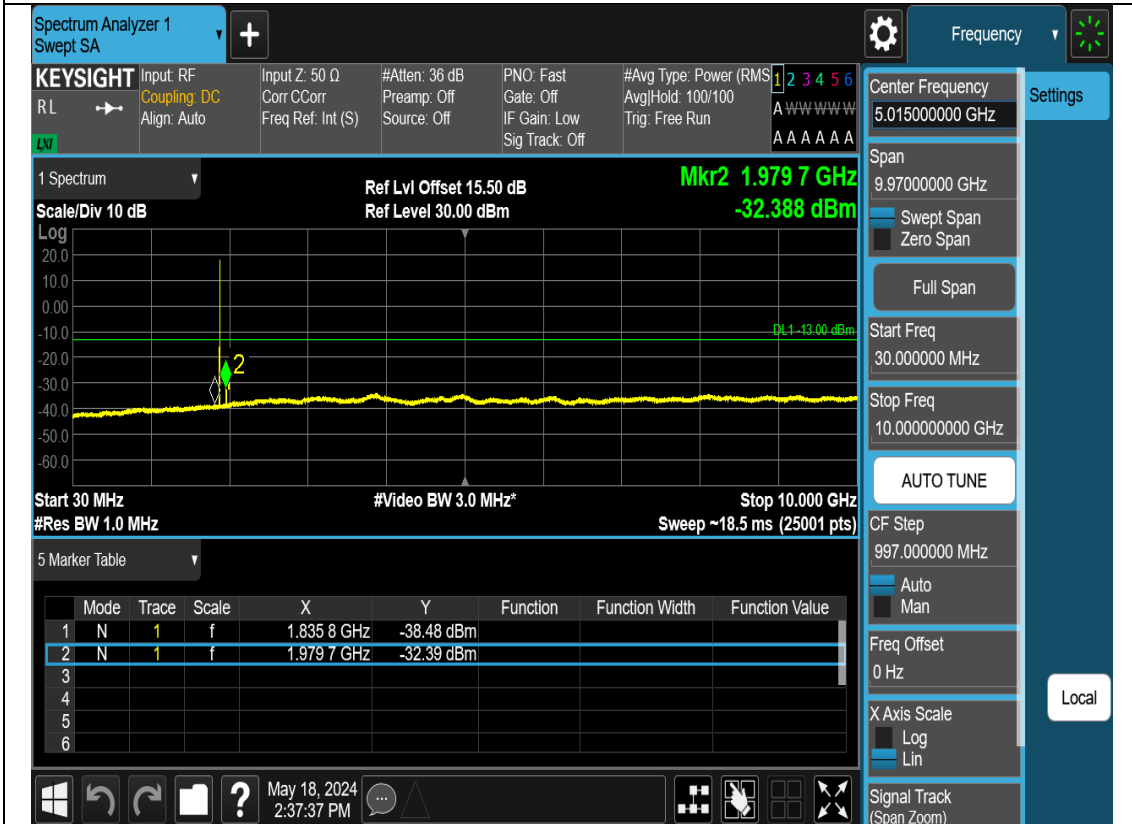 Spectrum Analyzer 1
Swept SA
+
Frequency
KEYSIGHT
R L
LXI
Input: RF
Coupling: DC
Align: Auto
Input Z: 50 Ω
Corr CCorr
Freq Ref: Int (S)
#Atten: 36 dB
Preamp: Off
Source: Off
PNO: Fast
Gate: Off
IF Gain: Low
Sig Track: Off
#Avg Type: Power (RMS
Avg|Hold: 100/100
Trig: Free Run
1 2 3 4 5 6
A W W W W W
A A A A A A
1 Spectrum
Scale/Div 10 dB
Ref Lvl Offset 15.50 dB
Ref Level 30.00 dBm
Mkr2 1.979 7 GHz
-32.388 dBm
Log
20.0
10.0
0.00
-10.0
-20.0
-30.0
-40.0
-50.0
-60.0
DL1 -13.00 dBm
2
Start 30 MHz
#Res BW 1.0 MHz
#Video BW 3.0 MHz*
Stop 10.000 GHz
Sweep ~18.5 ms (25001 pts)
5 Marker Table
Mode Trace Scale X Y Function Function Width Function Value
1 N 1 f 1.835 8 GHz -38.48 dBm
2 N 1 f 1.979 7 GHz -32.39 dBm
3
4
5
6
Center Frequency
5.015000000 GHz
Span
9.97000000 GHz
Swept Span
Zero Span
Full Span
Start Freq
30.000000 MHz
Stop Freq
10.000000000 GHz
AUTO TUNE
CF Step
997.000000 MHz
Auto
Man
Freq Offset
0 Hz
X Axis Scale
Log
Lin
Signal Track
(Span Zoom)
Settings
Local
?
May 18, 2024
2:37:37 PM